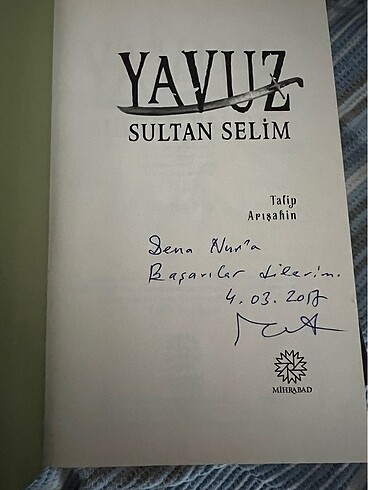 YAVUZ
SULTAN SELİM
Talip
Arışahin
Sena Nur'a
Başarılar dilerim.
4.03.2017
MİHRABAD